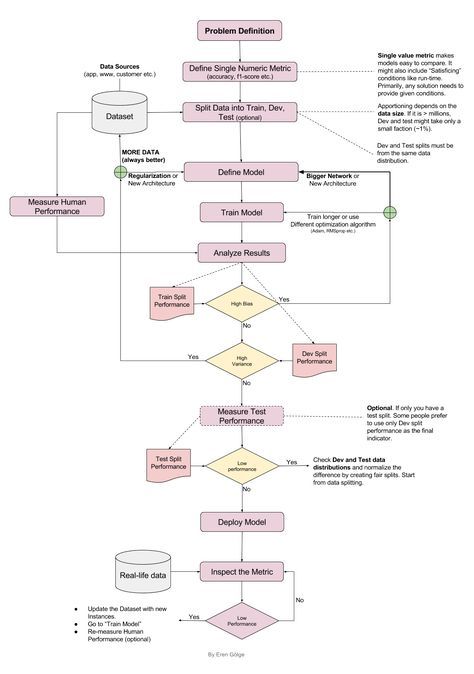 Problem Definition
Data Sources
(app, www, customer etc.)
Define Single Numeric Metric
(accuracy, f1-score etc.)
Single value metric makes
models easy to compare. It
might also include "Satisficing"
conditions like run-time.
Primarily, any solution needs to
provide given conditions.
Dataset
Split Data into Train, Dev,
Test (optional)
Apportioning depends on the
data size. If it is > millions,
Dev and test might take only a
small faction (~1%).
Dev and Test splits must be
from the same data
distribution.
MORE DATA
(always better)
Regularization or
New Architecture
Define Model
Bigger Network or
New Architecture
Measure Human
Performance
Train Model
Train longer or use
Different optimization algorithm
(Adam, RMSprop etc.)
Analyze Results
Train Split
Performance
High Bias
Yes
No
Yes
High
Variance
Dev Split
Performance
No
Measure Test
Performance
Optional. If only you have a
test split. Some people prefer
to use only Dev split
performance as the final
indicator.
Test Split
Performance
Low
performance
Yes
Check Dev and Test data
distributions and normalize the
difference by creating fair splits. Start
from data splitting.
No
Deploy Model
Real-life data
Inspect the Metric
No
● Update the Dataset with new
Instances.
● Go to "Train Model"
● Re-measure Human
Performance (optional)
Yes
Low
Performance
By Eren Gölge